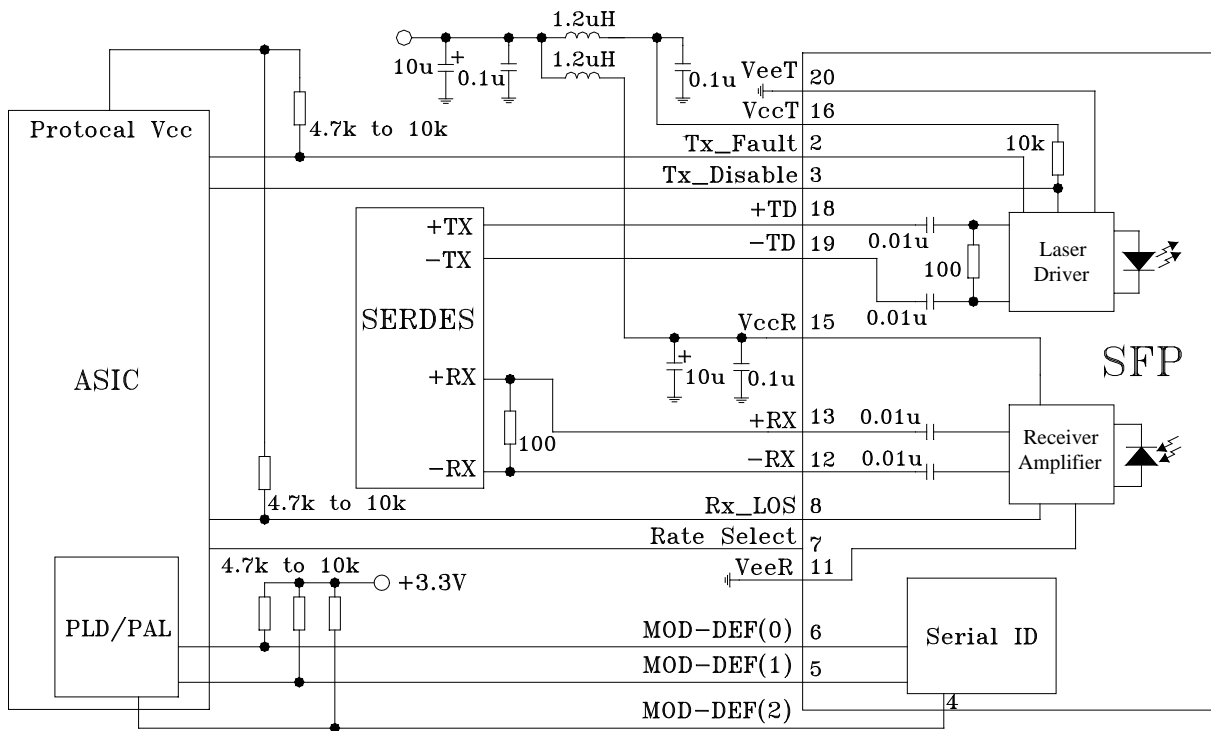 1.2uH
1.2uH
10u
+
0.1u
0.1u
VeeT 20
VccT 16
Protocal Vcc
4.7k to 10k
Tx_Fault 2
10k
Tx_Disable 3
+TD 18
+TX
-TD 19
0.01u
-TX
100
Laser
Driver
0.01u
SERDES
VccR 15
SFP
ASIC
+
10u
0.1u
+RX
+RX 13
0.01u
100
Receiver
Amplifier
-RX
-RX 12
0.01u
4.7k to 10k
Rx_LOS 8
Rate Select 7
4.7k to 10k
VeeR 11
+3.3V
PLD/PAL
MOD-DEF(0) 6
Serial ID
MOD-DEF(1) 5
MOD-DEF(2) 4